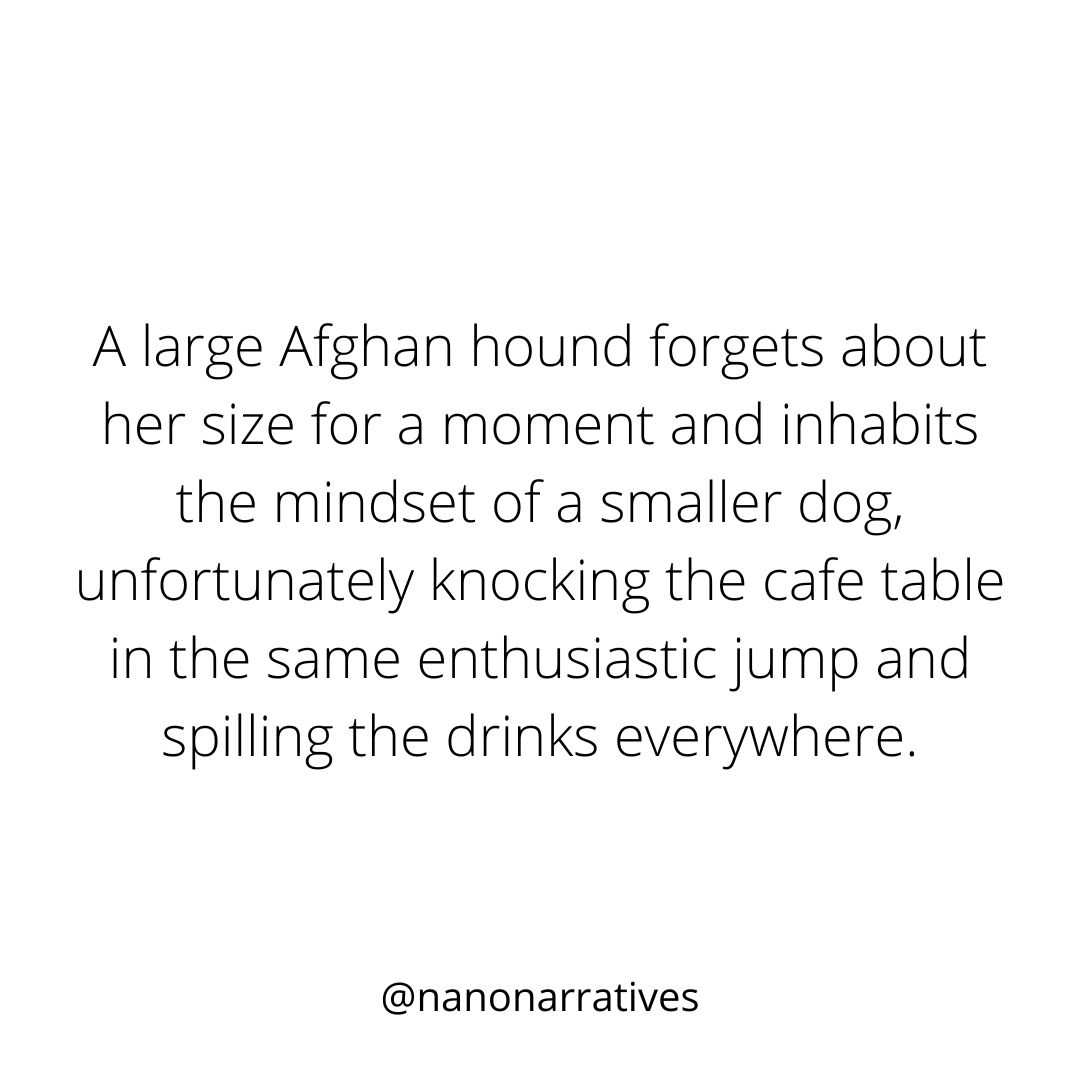 A large Afghan hound forgets about
her size for a moment and inhabits
the mindset of a smaller dog,
unfortunately knocking the cafe table
in the same enthusiastic jump and
spilling the drinks everywhere.
@nanonarratives